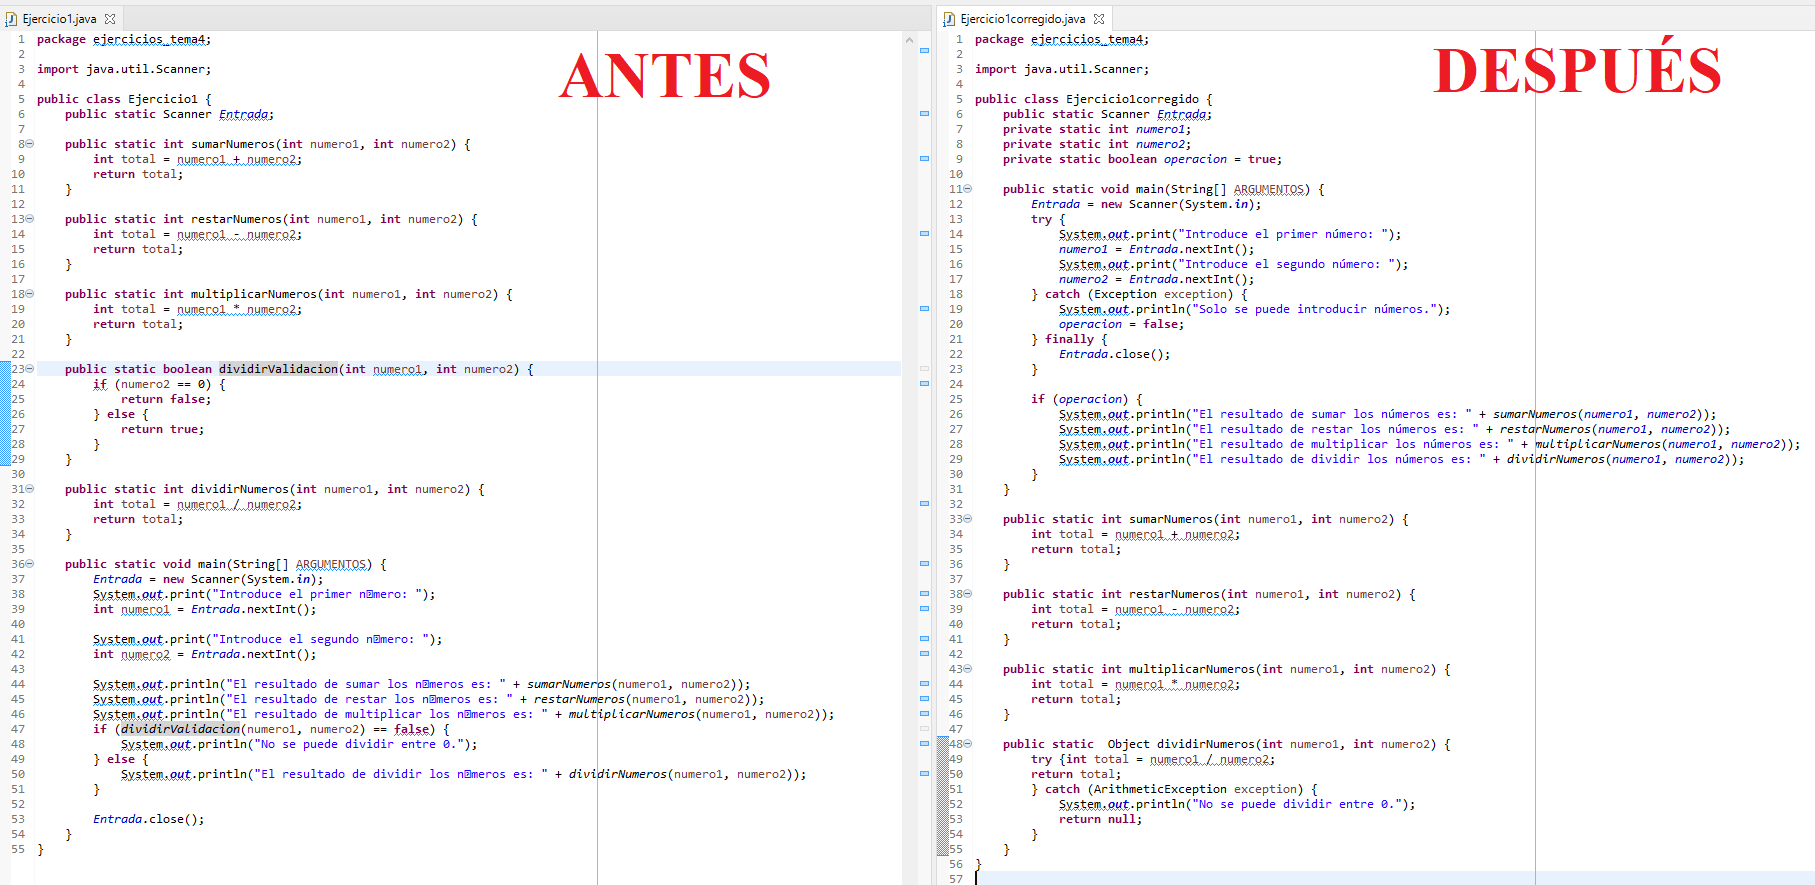 Ejercicio1.java
ANTES
1 package ejercicios_tema4;
2
3 import java.util.Scanner;
4
5 public class Ejercicio1 {
6     public static Scanner Entrada;
7
8     public static int sumarNumeros(int numero1, int numero2) {
9         int total = numero1 + numero2;
10         return total;
11     }
12
13     public static int restarNumeros(int numero1, int numero2) {
14         int total = numero1 - numero2;
15         return total;
16     }
17
18     public static int multiplicarNumeros(int numero1, int numero2) {
19         int total = numero1 * numero2;
20         return total;
21     }
22
23     public static boolean dividirValidacion(int numero1, int numero2) {
24         if (numero2 == 0) {
25             return false;
26         } else {
27             return true;
28         }
29     }
30
31     public static int dividirNumeros(int numero1, int numero2) {
32         int total = numero1 / numero2;
33         return total;
34     }
35
36     public static void main(String[] ARGUMENTOS) {
37         Entrada = new Scanner(System.in);
38         System.out.print("Introduce el primer n�mero: ");
39         int numero1 = Entrada.nextInt();
40
41         System.out.print("Introduce el segundo n�mero: ");
42         int numero2 = Entrada.nextInt();
43
44         System.out.println("El resultado de sumar los n�meros es: " + sumarNumeros(numero1, numero2));
45         System.out.println("El resultado de restar los n�meros es: " + restarNumeros(numero1, numero2));
46         System.out.println("El resultado de multiplicar los n�meros es: " + multiplicarNumeros(numero1, numero2));
47         if (dividirValidacion(numero1, numero2) == false) {
48             System.out.println("No se puede dividir entre 0.");
49         } else {
50             System.out.println("El resultado de dividir los n�meros es: " + dividirNumeros(numero1, numero2));
51         }
52
53         Entrada.close();
54     }
55 }
Ejercicio1corregido.java
DESPUÉS
1 package ejercicios_tema4;
2
3 import java.util.Scanner;
4
5 public class Ejercicio1corregido {
6     public static Scanner Entrada;
7     private static int numero1;
8     private static int numero2;
9     private static boolean operacion = true;
10
11     public static void main(String[] ARGUMENTOS) {
12         Entrada = new Scanner(System.in);
13         try {
14             System.out.print("Introduce el primer número: ");
15             numero1 = Entrada.nextInt();
16             System.out.print("Introduce el segundo número: ");
17             numero2 = Entrada.nextInt();
18         } catch (Exception exception) {
19             System.out.println("Solo se puede introducir números.");
20             operacion = false;
21         } finally {
22             Entrada.close();
23         }
24
25         if (operacion) {
26             System.out.println("El resultado de sumar los números es: " + sumarNumeros(numero1, numero2));
27             System.out.println("El resultado de restar los números es: " + restarNumeros(numero1, numero2));
28             System.out.println("El resultado de multiplicar los números es: " + multiplicarNumeros(numero1, numero2));
29             System.out.println("El resultado de dividir los números es: " + dividirNumeros(numero1, numero2));
30         }
31     }
32
33     public static int sumarNumeros(int numero1, int numero2) {
34         int total = numero1 + numero2;
35         return total;
36     }
37
38     public static int restarNumeros(int numero1, int numero2) {
39         int total = numero1 - numero2;
40         return total;
41     }
42
43     public static int multiplicarNumeros(int numero1, int numero2) {
44         int total = numero1 * numero2;
45         return total;
46     }
47
48     public static  Object dividirNumeros(int numero1, int numero2) {
49         try {int total = numero1 / numero2;
50         return total;
51         } catch (ArithmeticException exception) {
52             System.out.println("No se puede dividir entre 0.");
53             return null;
54         }
55     }
56 }
57